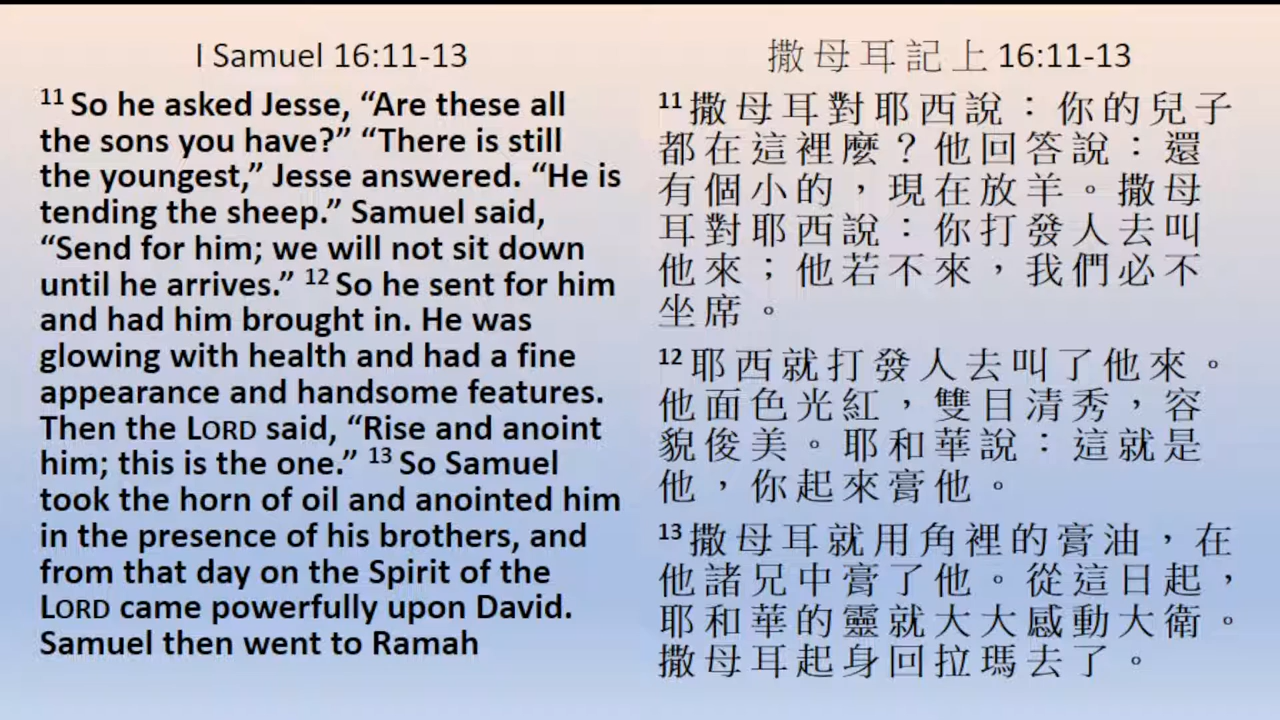 I Samuel 16:11-13
11 So he asked Jesse, “Are these all
the sons you have?” “There is still
the youngest,” Jesse answered. “He is
tending the sheep.” Samuel said,
“Send for him; we will not sit down
until he arrives.” 12 So he sent for him
and had him brought in. He was
glowing with health and had a fine
appearance and handsome features.
Then the LORD said, “Rise and anoint
him; this is the one.” 13 So Samuel
took the horn of oil and anointed him
in the presence of his brothers, and
from that day on the Spirit of the
LORD came powerfully upon David.
Samuel then went to Ramah
撒母耳記上 16:11-13
11 撒母耳對耶西說：你的兒子
都在這裡麼？他回答說：還
有個小的，現在放羊。撒母
耳對耶西說：你打發人去叫
他來；他若不來，我們必不
坐席。
12 耶西就打發人去叫了他來。
他面色光紅，雙目清秀，容
貌俊美。耶和華說：這就是
他，你起來膏他。
13 撒母耳就用角裡的膏油，在
他諸兄中膏了他。從這日起，
耶和華的靈就大大感動大衛。
撒母耳起身回拉瑪去了。